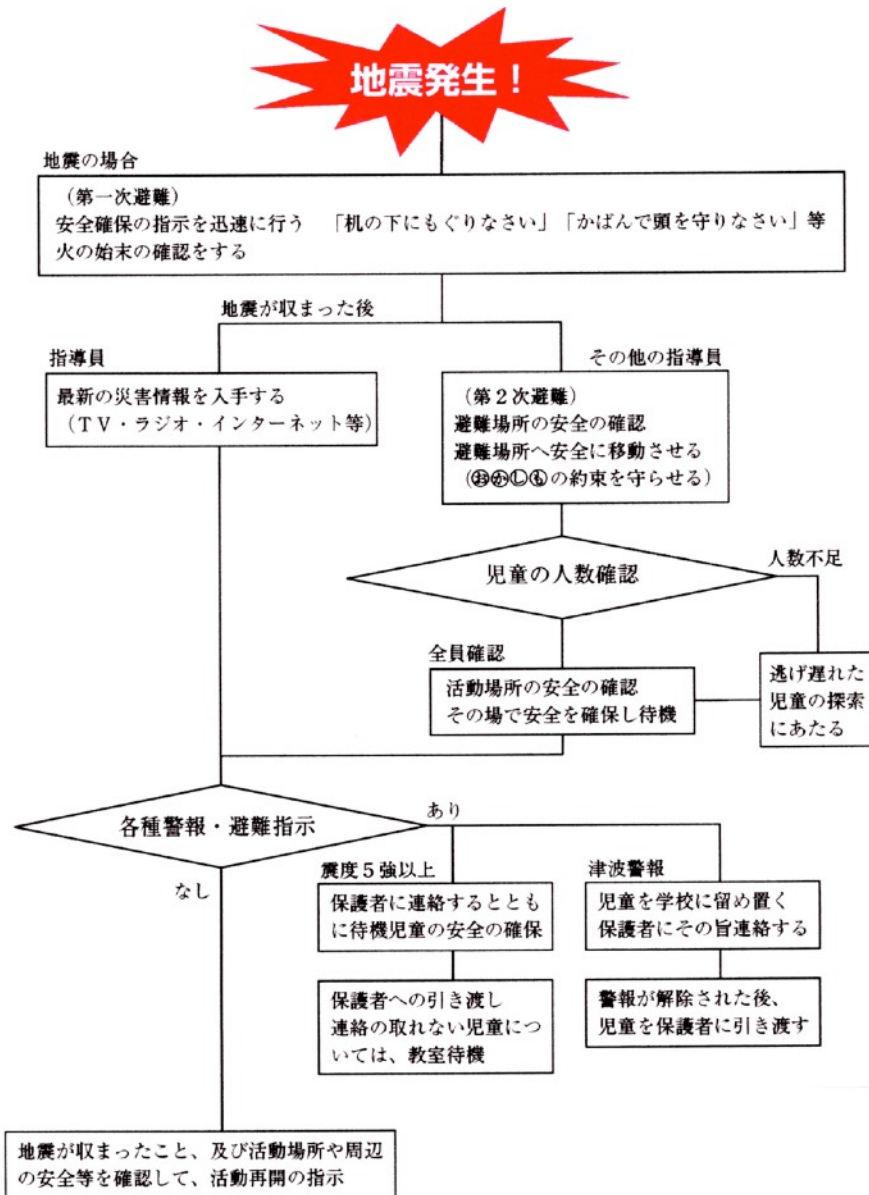 地震発生！
地震の場合
（第一次避難）
安全確保の指示を迅速に行う　「机の下にもぐりなさい」「かばんで頭を守りなさい」等
火の始末の確認をする
地震が収まった後
指導員
最新の災害情報を入手する
（ＴＶ・ラジオ・インターネット等）
その他の指導員
（第２次避難）
避難場所の安全の確認
避難場所へ安全に移動させる
（おかしもの約束を守らせる）
児童の人数確認
人数不足
全員確認
活動場所の安全の確認
その場で安全を確保し待機
逃げ遅れた
児童の探索
にあたる
各種警報・避難指示
あり
なし
震度５強以上
保護者に連絡するととも
に待機児童の安全の確保
保護者への引き渡し
連絡の取れない児童につ
いては、教室待機
津波警報
児童を学校に留め置く
保護者にその旨連絡する
警報が解除された後、
児童を保護者に引き渡す
地震が収まったこと、及び活動場所や周辺
の安全等を確認して、活動再開の指示